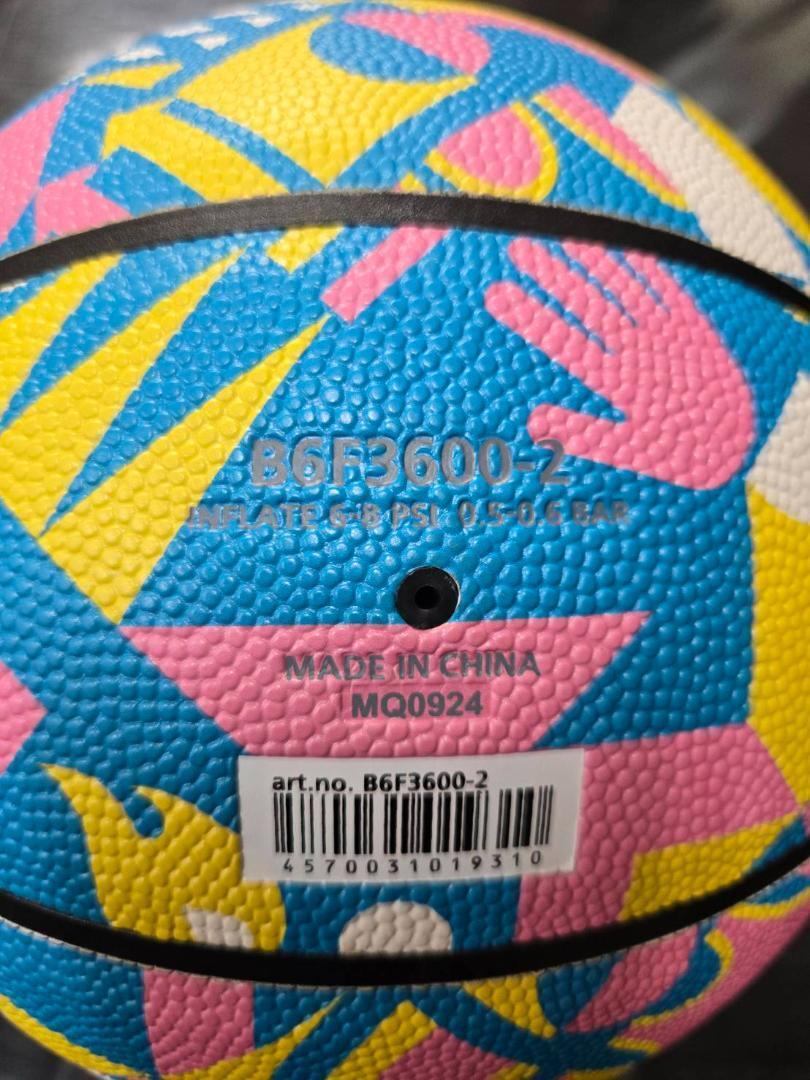 B6F3600-2
INFLATE 6-8 PSI, 0.5-0.6 BAR
MADE IN CHINA
MQ0924
art.no. B6F3600-2
4570031019310